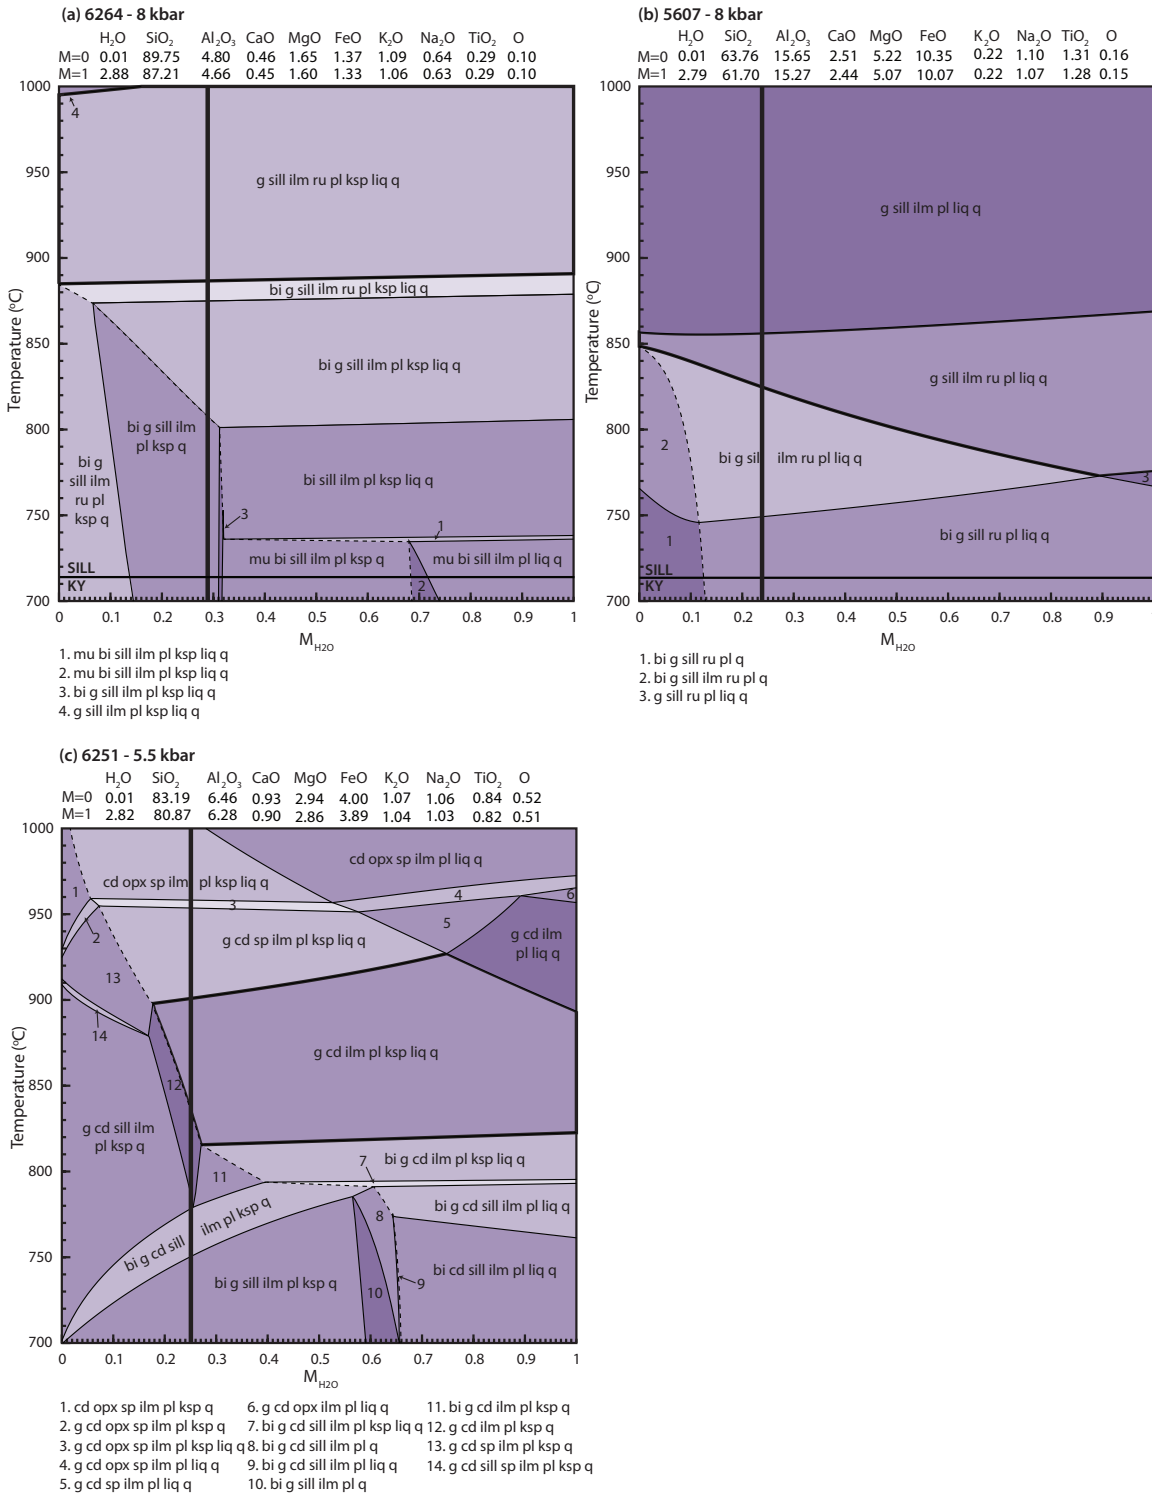 (a) 6264 - 8 kbar
H2O SiO2 Al2O3 CaO MgO FeO K2O Na2O TiO2 O
M=0 0.01 89.75 4.80 0.46 1.65 1.37 1.09 0.64 0.29 0.10
M=1 2.88 87.21 4.66 0.45 1.60 1.33 1.06 0.63 0.29 0.10
1000
950
900
850
800
750
700
Temperature (°C)
4
g sill ilm ru pl ksp liq q
bi g sill ilm ru pl ksp liq q
bi g sill ilm pl ksp liq q
bi g sill ilm
pl ksp q
bi g
sill ilm
ru pl
ksp q
bi sill ilm pl ksp liq q
3
1
mu bi sill ilm pl ksp q
mu bi sill ilm pl liq q
SILL
KY
2
0 0.1 0.2 0.3 0.4 0.5 0.6 0.7 0.8 0.9 1
MH2O
1. mu bi sill ilm pl ksp liq q
2. mu bi sill ilm pl ksp liq q
3. bi g sill ilm pl ksp liq q
4. g sill ilm pl ksp liq q
(b) 5607 - 8 kbar
H2O SiO2 Al2O3 CaO MgO FeO K2O Na2O TiO2 O
M=0 0.01 63.76 15.65 2.51 5.22 10.35 0.22 1.10 1.31 0.16
M=1 2.79 61.70 15.27 2.44 5.07 10.07 0.22 1.07 1.28 0.15
1000
950
900
850
800
750
700
Temperature (°C)
g sill ilm pl liq q
g sill ilm ru pl liq q
2
bi g sil ilm ru pl liq q
3
1
bi g sill ru pl liq q
SILL
KY
0 0.1 0.2 0.3 0.4 0.5 0.6 0.7 0.8 0.9
MH2O
1. bi g sill ru pl q
2. bi g sill ilm ru pl q
3. g sill ru pl liq q
(c) 6251 - 5.5 kbar
H2O SiO2 Al2O3 CaO MgO FeO K2O Na2O TiO2 O
M=0 0.01 83.19 6.46 0.93 2.94 4.00 1.07 1.06 0.84 0.52
M=1 2.82 80.87 6.28 0.90 2.86 3.89 1.04 1.03 0.82 0.51
1000
950
900
850
800
750
700
Temperature (°C)
cd opx sp ilm pl liq q
1
cd opx sp ilm pl ksp liq q
4
6
3
5
2
g cd sp ilm pl ksp liq q
g cd ilm
pl liq q
13
14
g cd ilm pl ksp liq q
12
g cd sill ilm
pl ksp q
7
bi g cd ilm pl ksp liq q
11
bi g cd sill ilm pl ksp q
8
bi g cd sill ilm pl liq q
bi g sill ilm pl ksp q
bi cd sill ilm pl liq q
9
10
0 0.1 0.2 0.3 0.4 0.5 0.6 0.7 0.8 0.9 1
MH2O
1. cd opx sp ilm pl ksp q
2. g cd opx sp ilm pl ksp q
3. g cd opx sp ilm pl ksp liq q
4. g cd opx sp ilm pl liq q
5. g cd sp ilm pl liq q
6. g cd opx ilm pl liq q
7. bi g cd sill ilm pl ksp liq q
8. bi g cd sill ilm pl q
9. bi g cd sill ilm pl liq q
10. bi g sill ilm pl q
11. bi g cd ilm pl ksp q
12. g cd ilm pl ksp q
13. g cd sp ilm pl ksp q
14. g cd sill sp ilm pl ksp q